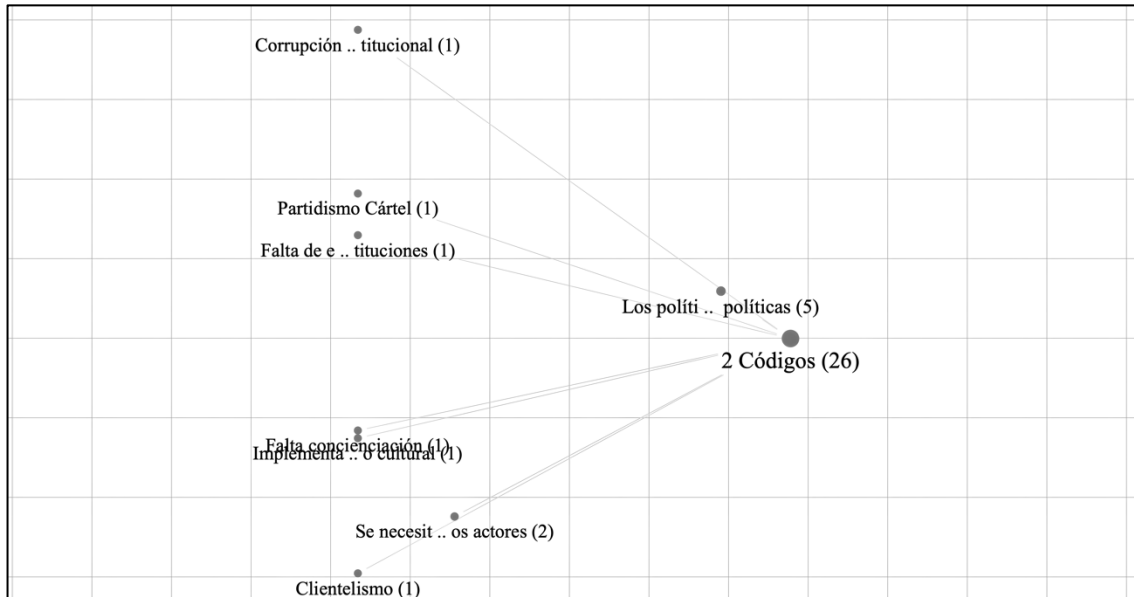 Corrupción .. titucional (1)
Partidismo Cártel (1)
Falta de e .. tituciones (1)
Los políti .. políticas (5)
2 Códigos (26)
Falta concienciación (1)
Implementa .. o cultural (1)
Se necesit .. os actores (2)
Clientelismo (1)